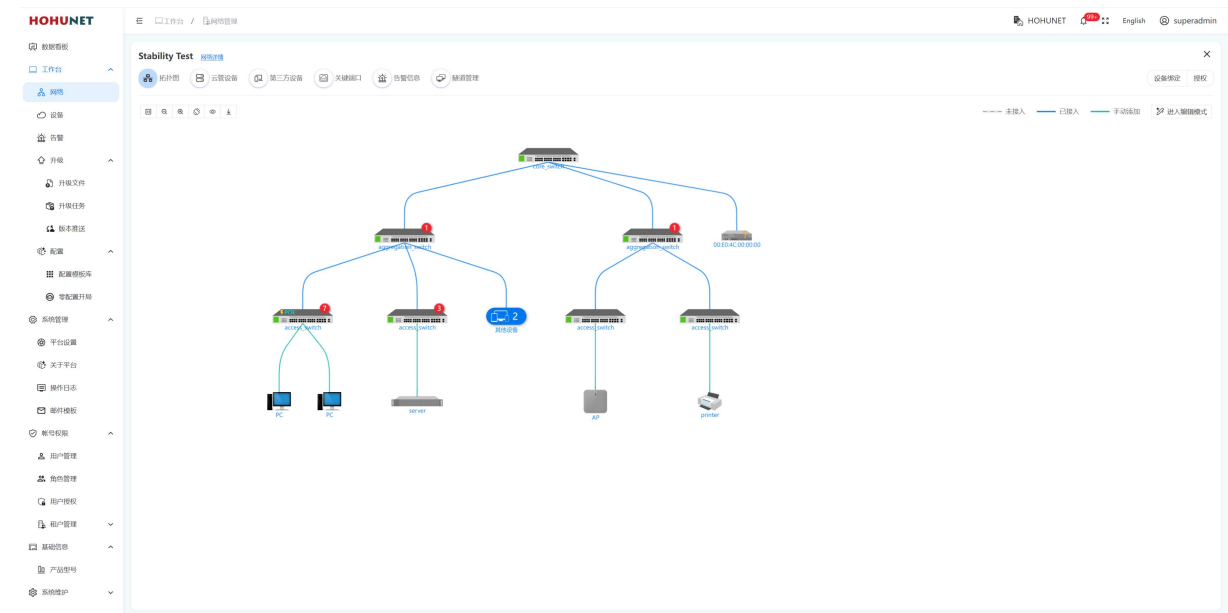 HOHUNET
工作台 / 网络管理
HOHUNET 99+ English superadmin
数据看板
工作台
网络
设备
告警
升级
升级文件
升级任务
版本推送
配置
配置模板库
零配置开局
系统管理
平台设置
关于平台
操作日志
邮件模板
帐号权限
用户管理
角色管理
用户授权
租户管理
基础信息
产品型号
系统维护
Stability Test 网络详情
拓扑图 云管设备 第三方设备 关键端口 告警信息 隧道管理
设备绑定 授权
未接入 已接入 手动添加 进入编辑模式
core_switch
1 1
aggregation_switch aggregation_switch 00:E0:4C:00:00:00
7 3 2
access_switch access_switch 其他设备 access_switch access_switch
PC PC server AP printer